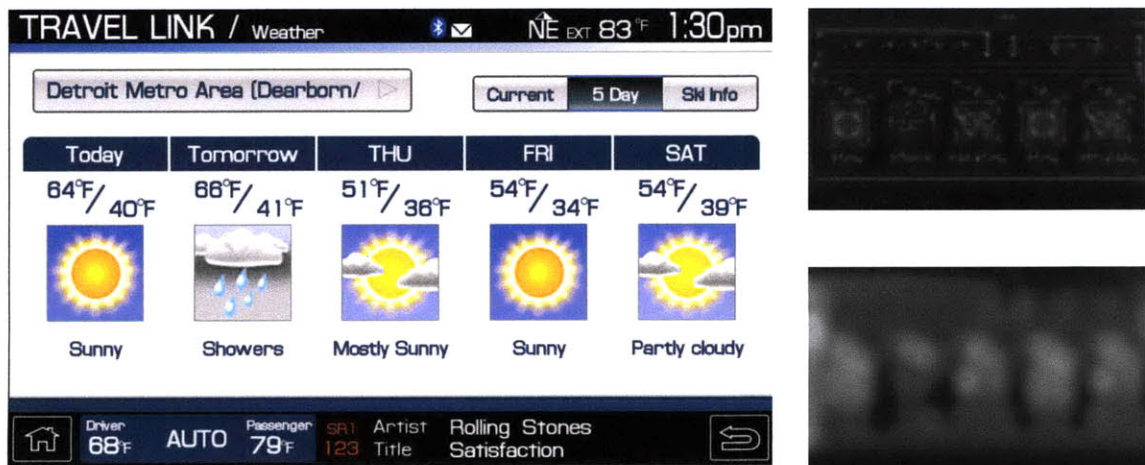 TRAVEL LINK / Weather NE EXT 83°F 1:30pm
Detroit Metro Area (Dearborn/
Current 5 Day Ski Info
Today Tomorrow THU FRI SAT
64°F/40°F 66°F/41°F 51°F/36°F 54°F/34°F 54°F/39°F
Sunny Showers Mostly Sunny Sunny Partly cloudy
Driver Passenger SR1 Artist Rolling Stones
68°F AUTO 79°F 123 Title Satisfaction